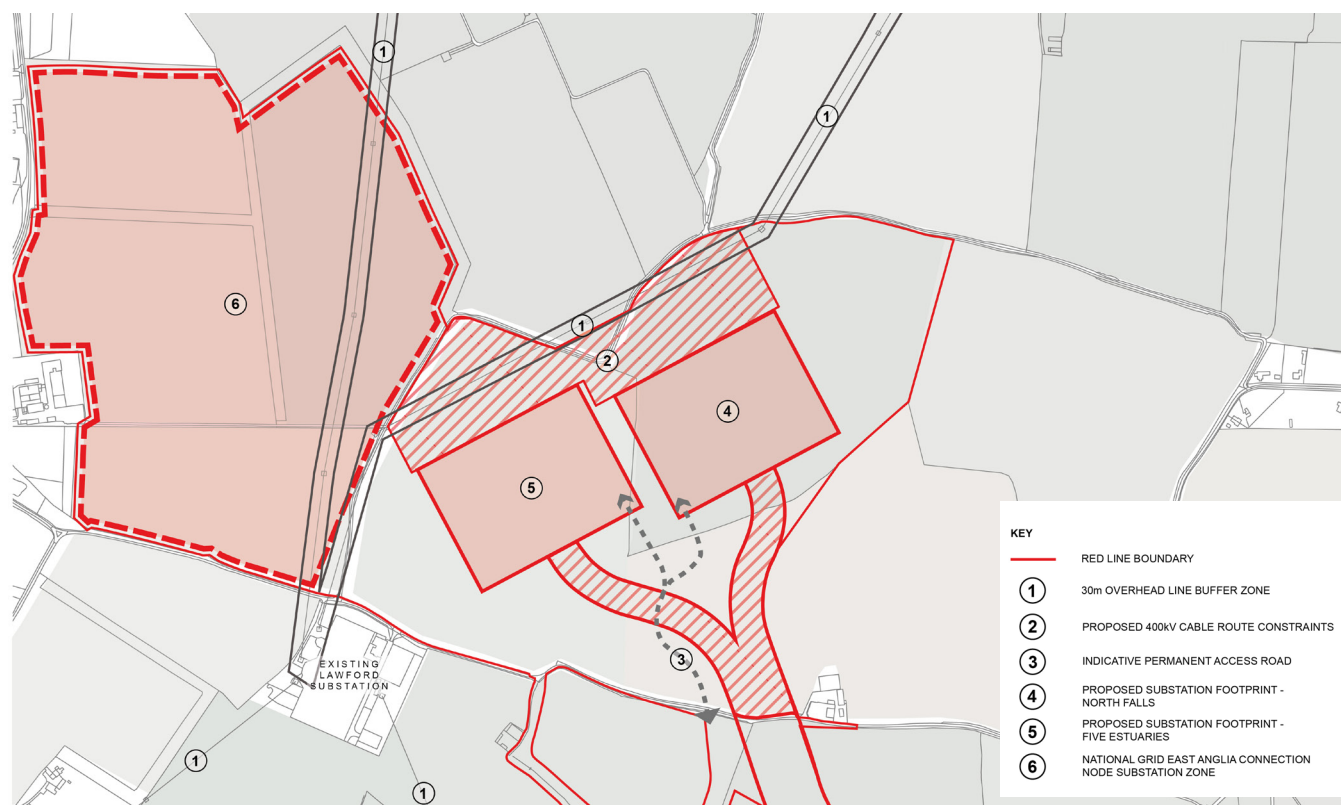 1
1
6
1
2
4
5
3
EXISTING
LAWFORD
SUBSTATION
1
1
KEY
RED LINE BOUNDARY
1 30m OVERHEAD LINE BUFFER ZONE
2 PROPOSED 400kV CABLE ROUTE CONSTRAINTS
3 INDICATIVE PERMANENT ACCESS ROAD
4 PROPOSED SUBSTATION FOOTPRINT -
NORTH FALLS
5 PROPOSED SUBSTATION FOOTPRINT -
FIVE ESTUARIES
6 NATIONAL GRID EAST ANGLIA CONNECTION
NODE SUBSTATION ZONE